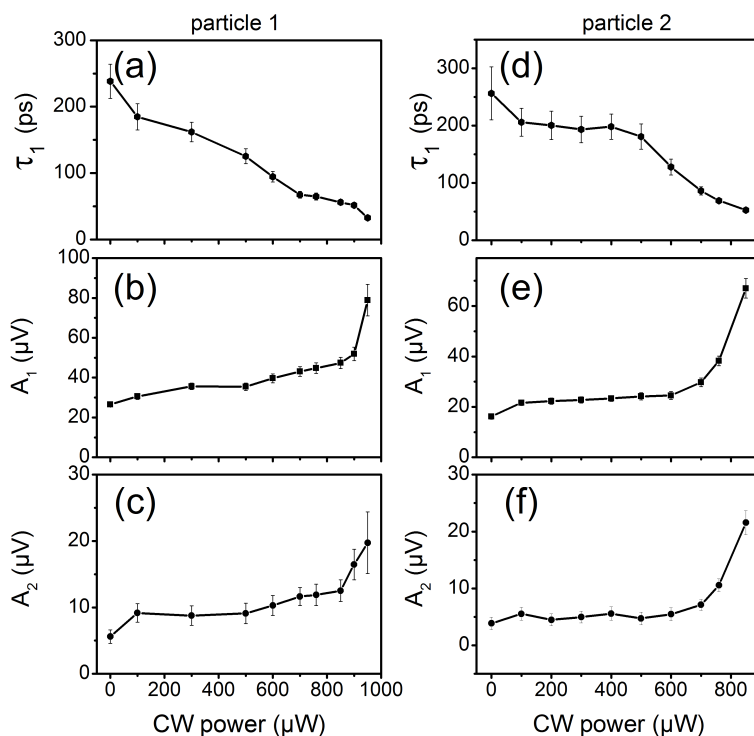 particle 1
particle 2
(a)
τ₁ (ps)
300
200
100
0
(d)
τ₁ (ps)
300
200
100
0
(b)
A₁ (µV)
100
80
60
40
20
0
(e)
A₁ (µV)
60
40
20
0
(c)
A₂ (µV)
30
20
10
0
0 200 400 600 800 1000
CW power (µW)
(f)
A₂ (µV)
30
20
10
0
0 200 400 600 800
CW power (µW)